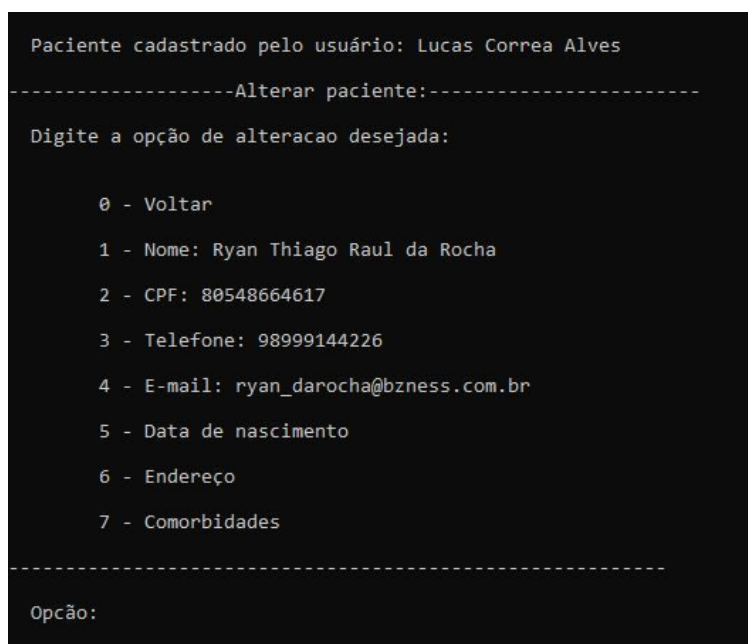 Paciente cadastrado pelo usuário: Lucas Correa Alves
--------------------Alterar paciente:------------------------
Digite a opção de alteracao desejada:
0 - Voltar
1 - Nome: Ryan Thiago Raul da Rocha
2 - CPF: 80548664617
3 - Telefone: 98999144226
4 - E-mail: ryan_darocha@bzness.com.br
5 - Data de nascimento
6 - Endereço
7 - Comorbidades
----------------------------------------------------------
Opcão: